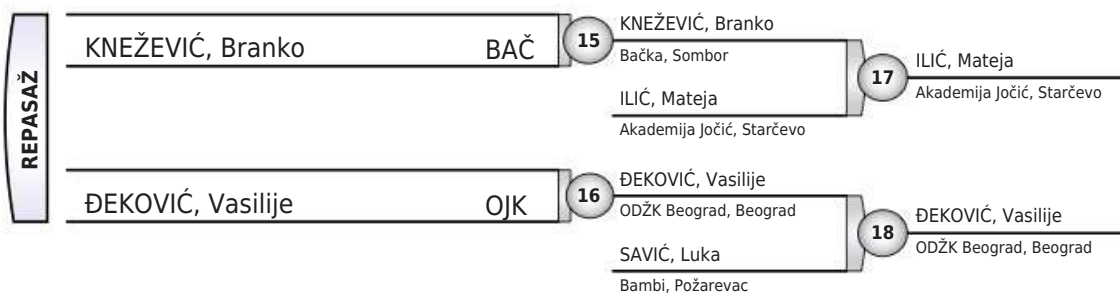 REPASAŽ
KNEŽEVIĆ, Branko BAČ
15
KNEŽEVIĆ, Branko
Bačka, Sombor
ILIĆ, Mateja
Akademija Jočić, Starčevo
17
ILIĆ, Mateja
Akademija Jočić, Starčevo
ĐEKOVIĆ, Vasilije OJK
16
ĐEKOVIĆ, Vasilije
ODŽK Beograd, Beograd
SAVIĆ, Luka
Bambi, Požarevac
18
ĐEKOVIĆ, Vasilije
ODŽK Beograd, Beograd